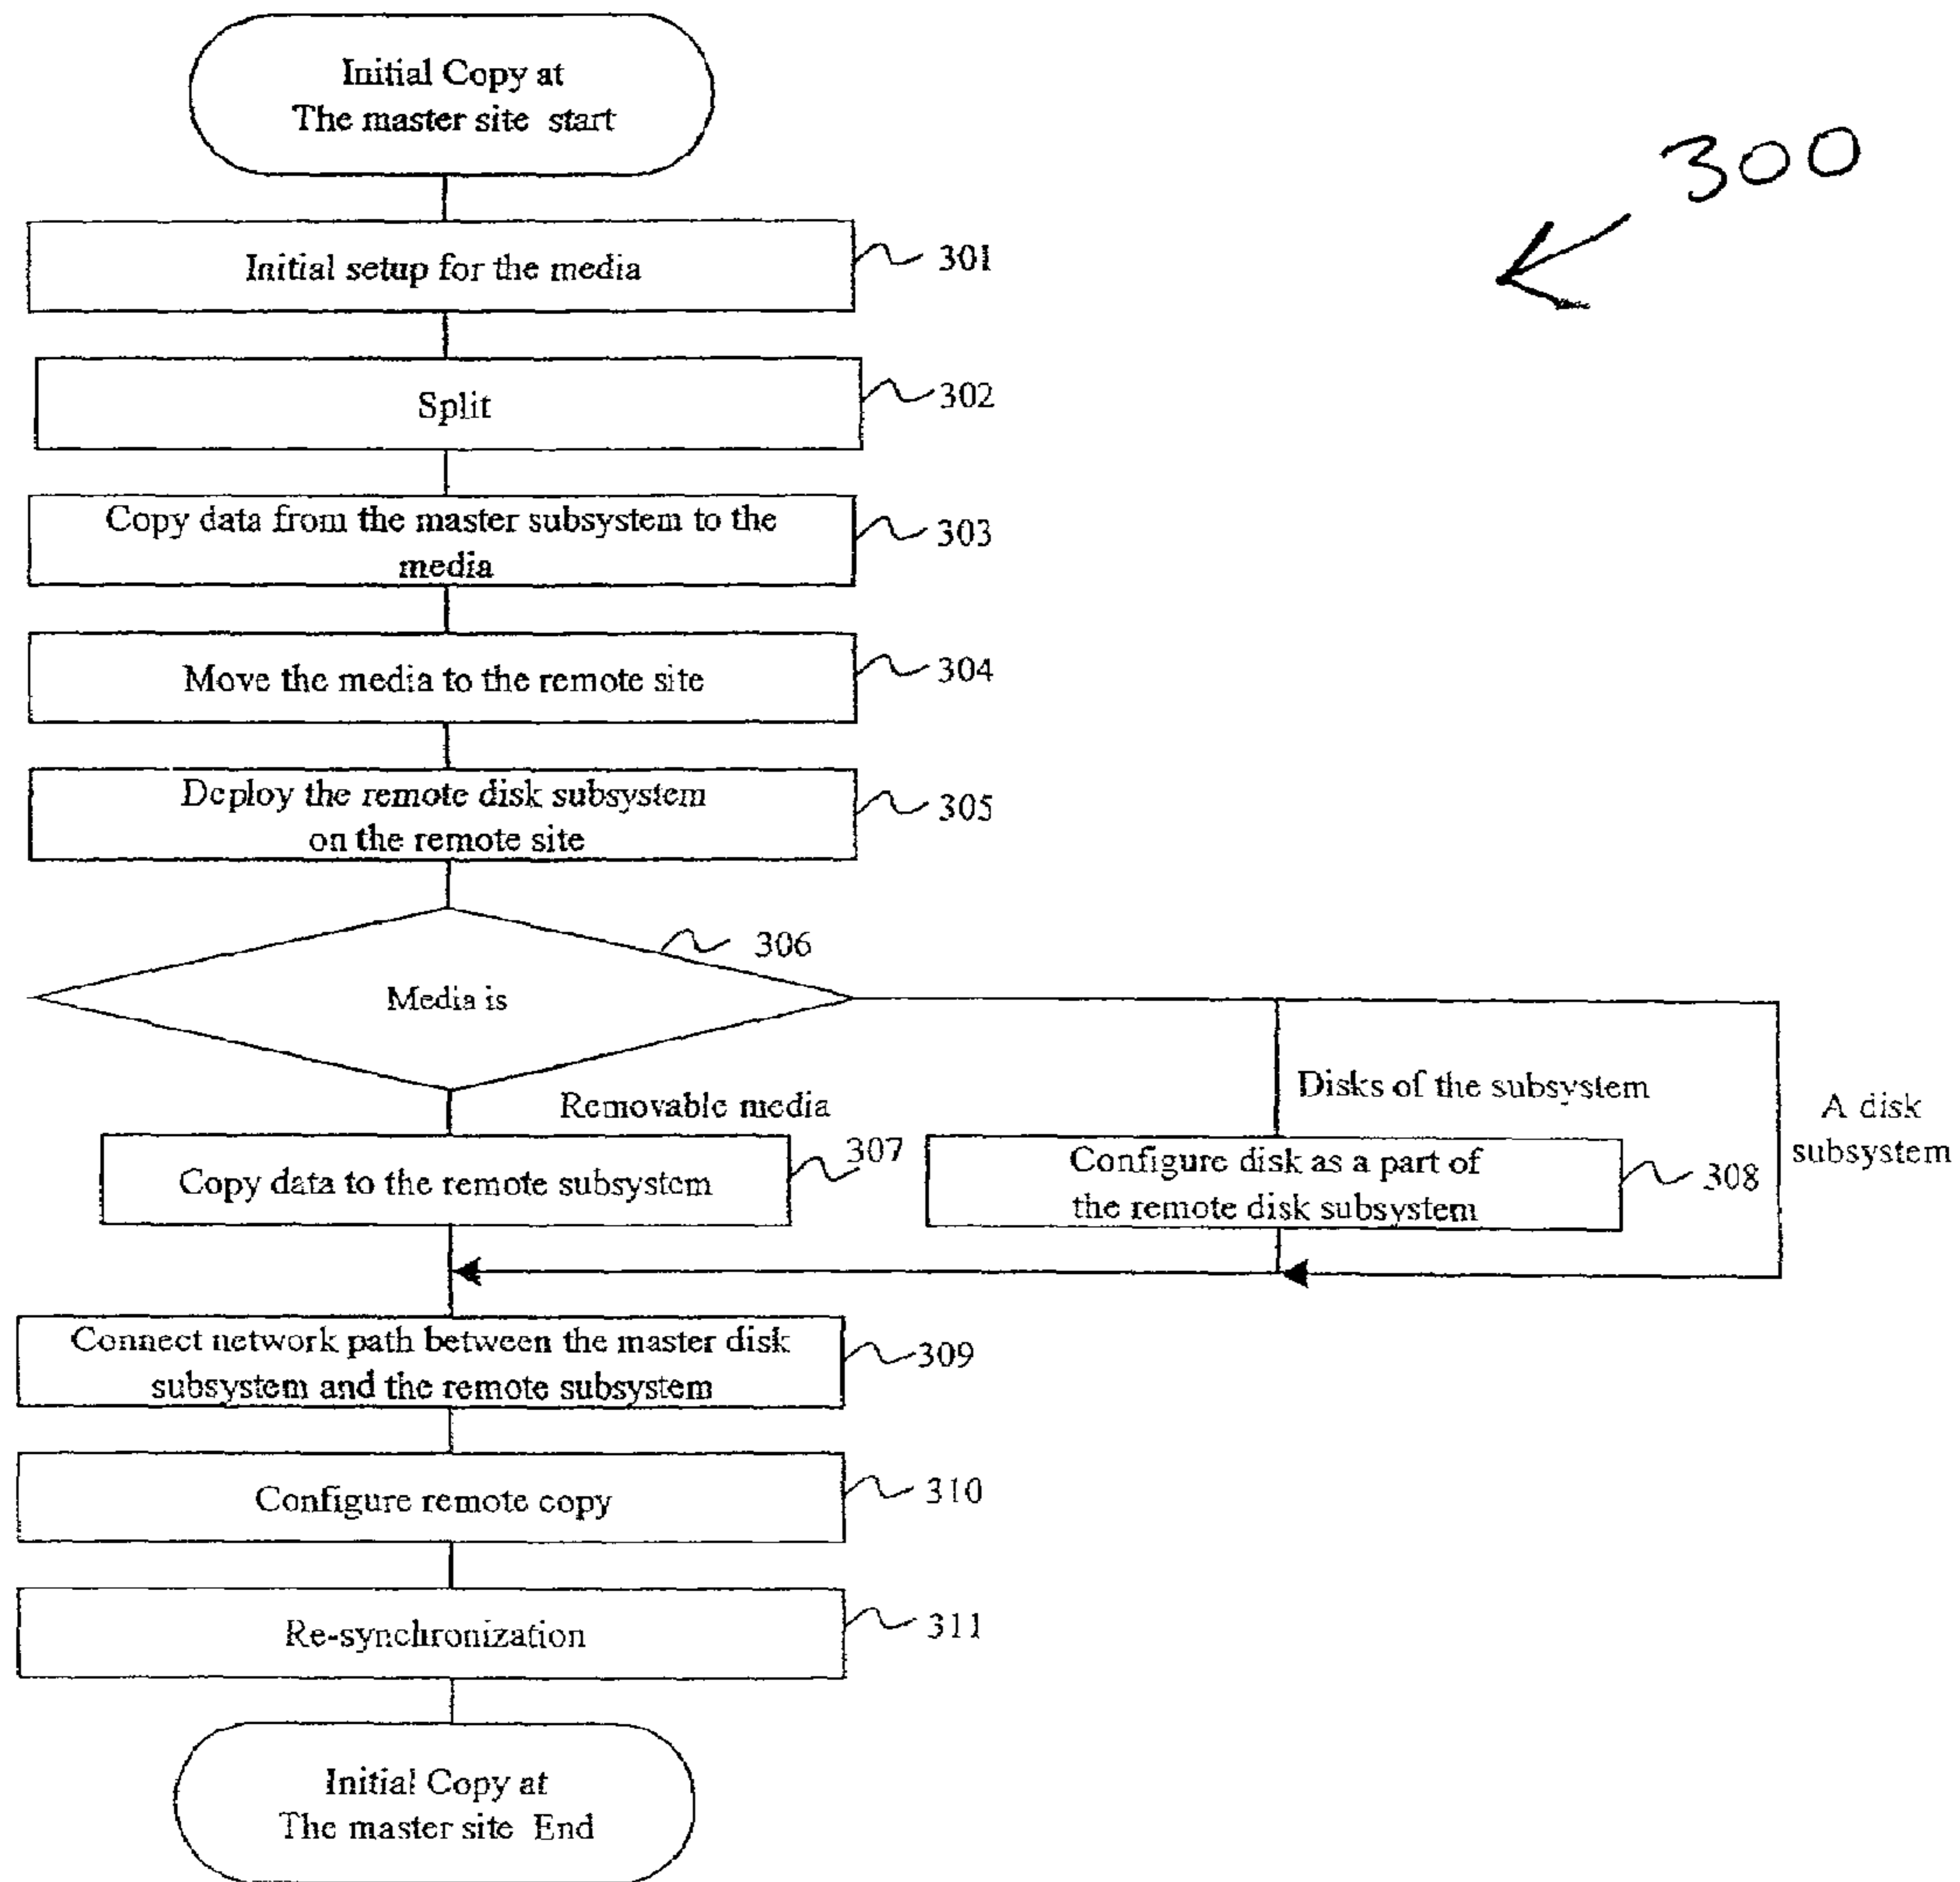 Initial Copy at
The master site start
300
Initial setup for the media
301
Split
302
Copy data from the master subsystem to the
media
303
Move the media to the remote site
304
Deploy the remote disk subsystem
on the remote site
305
306
Media is
Removable media
Disks of the subsystem
A disk
subsystem
Copy data to the remote subsystem
307
Configure disk as a part of
the remote disk subsystem
308
Connect network path between the master disk
subsystem and the remote subsystem
309
Configure remote copy
310
Re-synchronization
311
Initial Copy at
The master site End